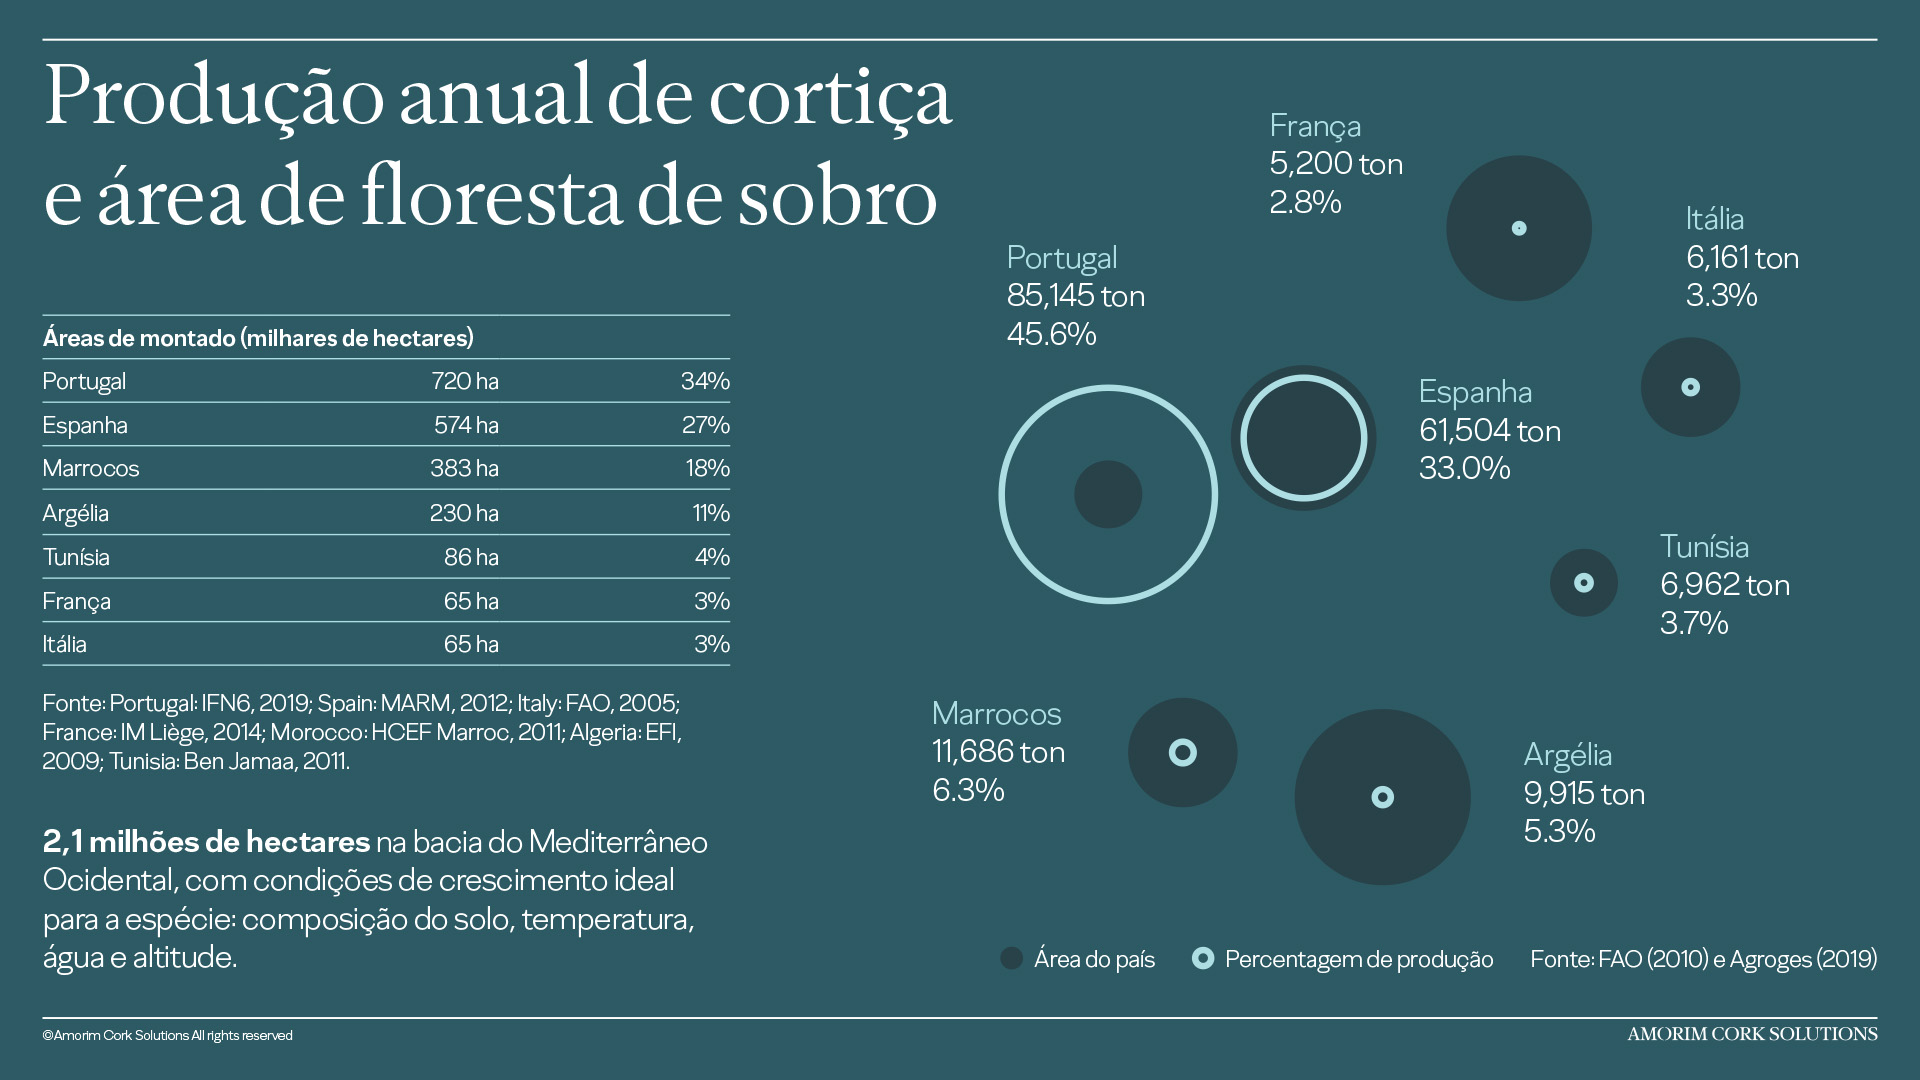 Produção anual de cortiça
e área de floresta de sobro
Áreas de montado (milhares de hectares)
Portugal 720 ha 34%
Espanha 574 ha 27%
Marrocos 383 ha 18%
Argélia 230 ha 11%
Tunísia 86 ha 4%
França 65 ha 3%
Itália 65 ha 3%
Fonte: Portugal: IFN6, 2019; Spain: MARM, 2012; Italy: FAO, 2005;
France: IM Liège, 2014; Morocco: HCEF Marroc, 2011; Algeria: EFI,
2009; Tunisia: Ben Jamaa, 2011.
2,1 milhões de hectares na bacia do Mediterrâneo
Ocidental, com condições de crescimento ideal
para a espécie: composição do solo, temperatura,
água e altitude.
França
5,200 ton
2.8%
Itália
6,161 ton
3.3%
Portugal
85,145 ton
45.6%
Espanha
61,504 ton
33.0%
Tunísia
6,962 ton
3.7%
Marrocos
11,686 ton
6.3%
Argélia
9,915 ton
5.3%
Área do país
Percentagem de produção
Fonte: FAO (2010) e Agroges (2019)
©Amorim Cork Solutions All rights reserved
AMORIM CORK SOLUTIONS